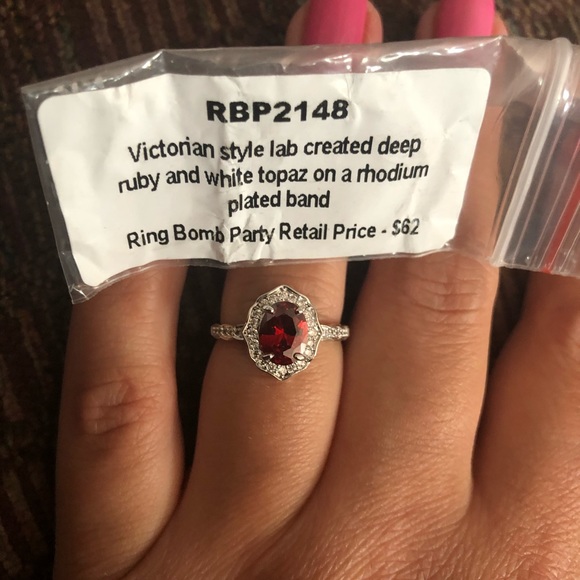 RBP2148
Victorian style lab created deep
ruby and white topaz on a rhodium
plated band
Ring Bomb Party Retail Price - $62